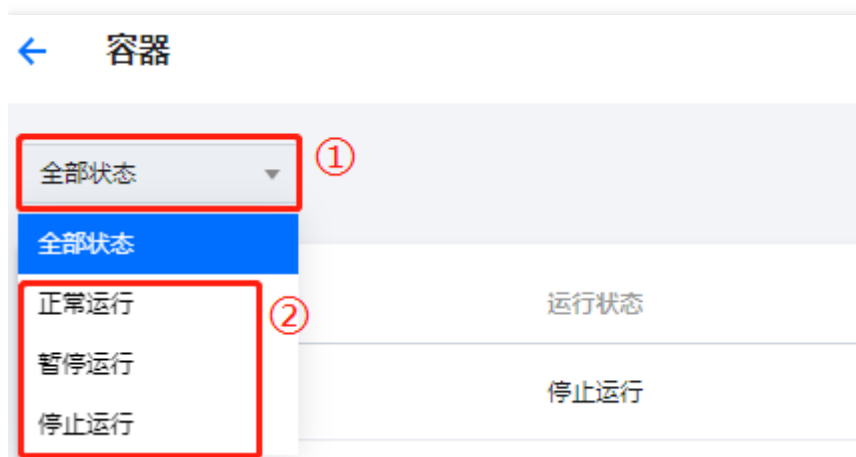 容器
全部状态 ①
全部状态
正常运行 ② 运行状态
暂停运行
停止运行
停止运行